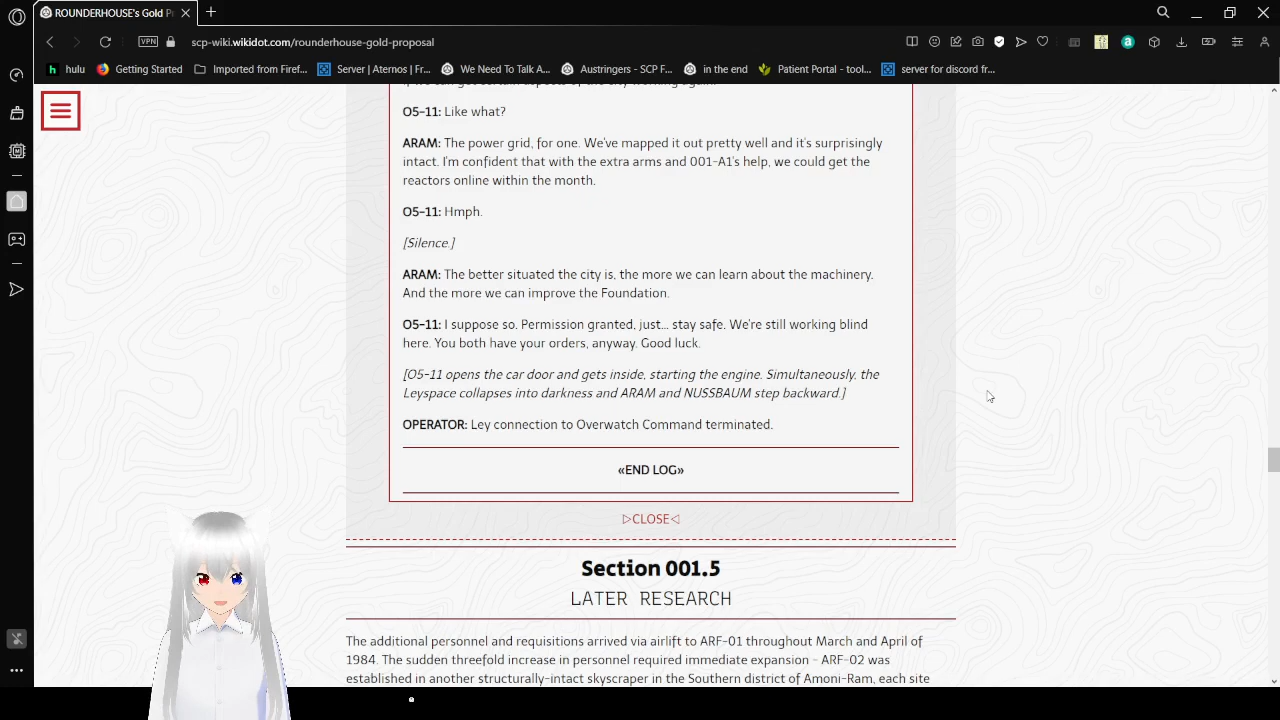 ROUNDERHOUSE's Gold P
scp-wiki.wikidot.com/rounderhouse-gold-proposal
VPN
hulu
Getting Started
Imported from Firef...
Server | Aternos | Fr...
We Need To Talk A...
Austringers - SCP F...
in the end
Patient Portal - tool...
server for discord fr...
O5-11: Like what?
ARAM: The power grid, for one. We've mapped it out pretty well and it's surprisingly
intact. I'm confident that with the extra arms and 001-A1's help, we could get the
reactors online within the month.
O5-11: Hmph.
[Silence.]
ARAM: The better situated the city is, the more we can learn about the machinery.
And the more we can improve the Foundation.
O5-11: I suppose so. Permission granted, just... stay safe. We're still working blind
here. You both have your orders, anyway. Good luck.
[O5-11 opens the car door and gets inside, starting the engine. Simultaneously, the
Leyspace collapses into darkness and ARAM and NUSSBAUM step backward.]
OPERATOR: Ley connection to Overwatch Command terminated.
«END LOG»
▷CLOSE◁
Section 001.5
LATER RESEARCH
The additional personnel and requisitions arrived via airlift to ARF-01 throughout March and April of
1984. The sudden threefold increase in personnel required immediate expansion - ARF-02 was
established in another structurally-intact skyscraper in the Southern district of Amoni-Ram, each site